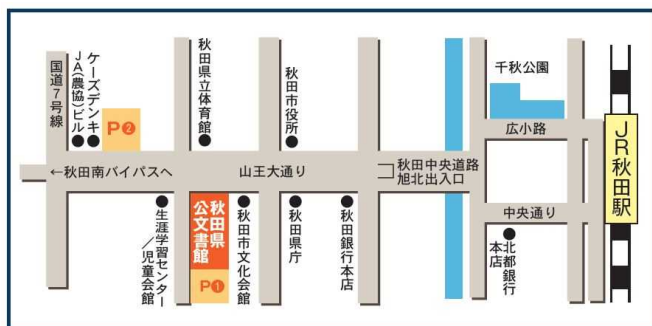 国道7号線
JA(農協)ビル
ケーズデンキ
P2
秋田県立体育館
秋田市役所
千秋公園
広小路
JR秋田駅
←秋田南バイパスへ
山王大通り
秋田中央道路
旭北出入口
中央通り
生涯学習センター
/児童会館
秋田県
公文書館
P1
秋田市文化会館
秋田県庁
秋田銀行本店
北都銀行
本店